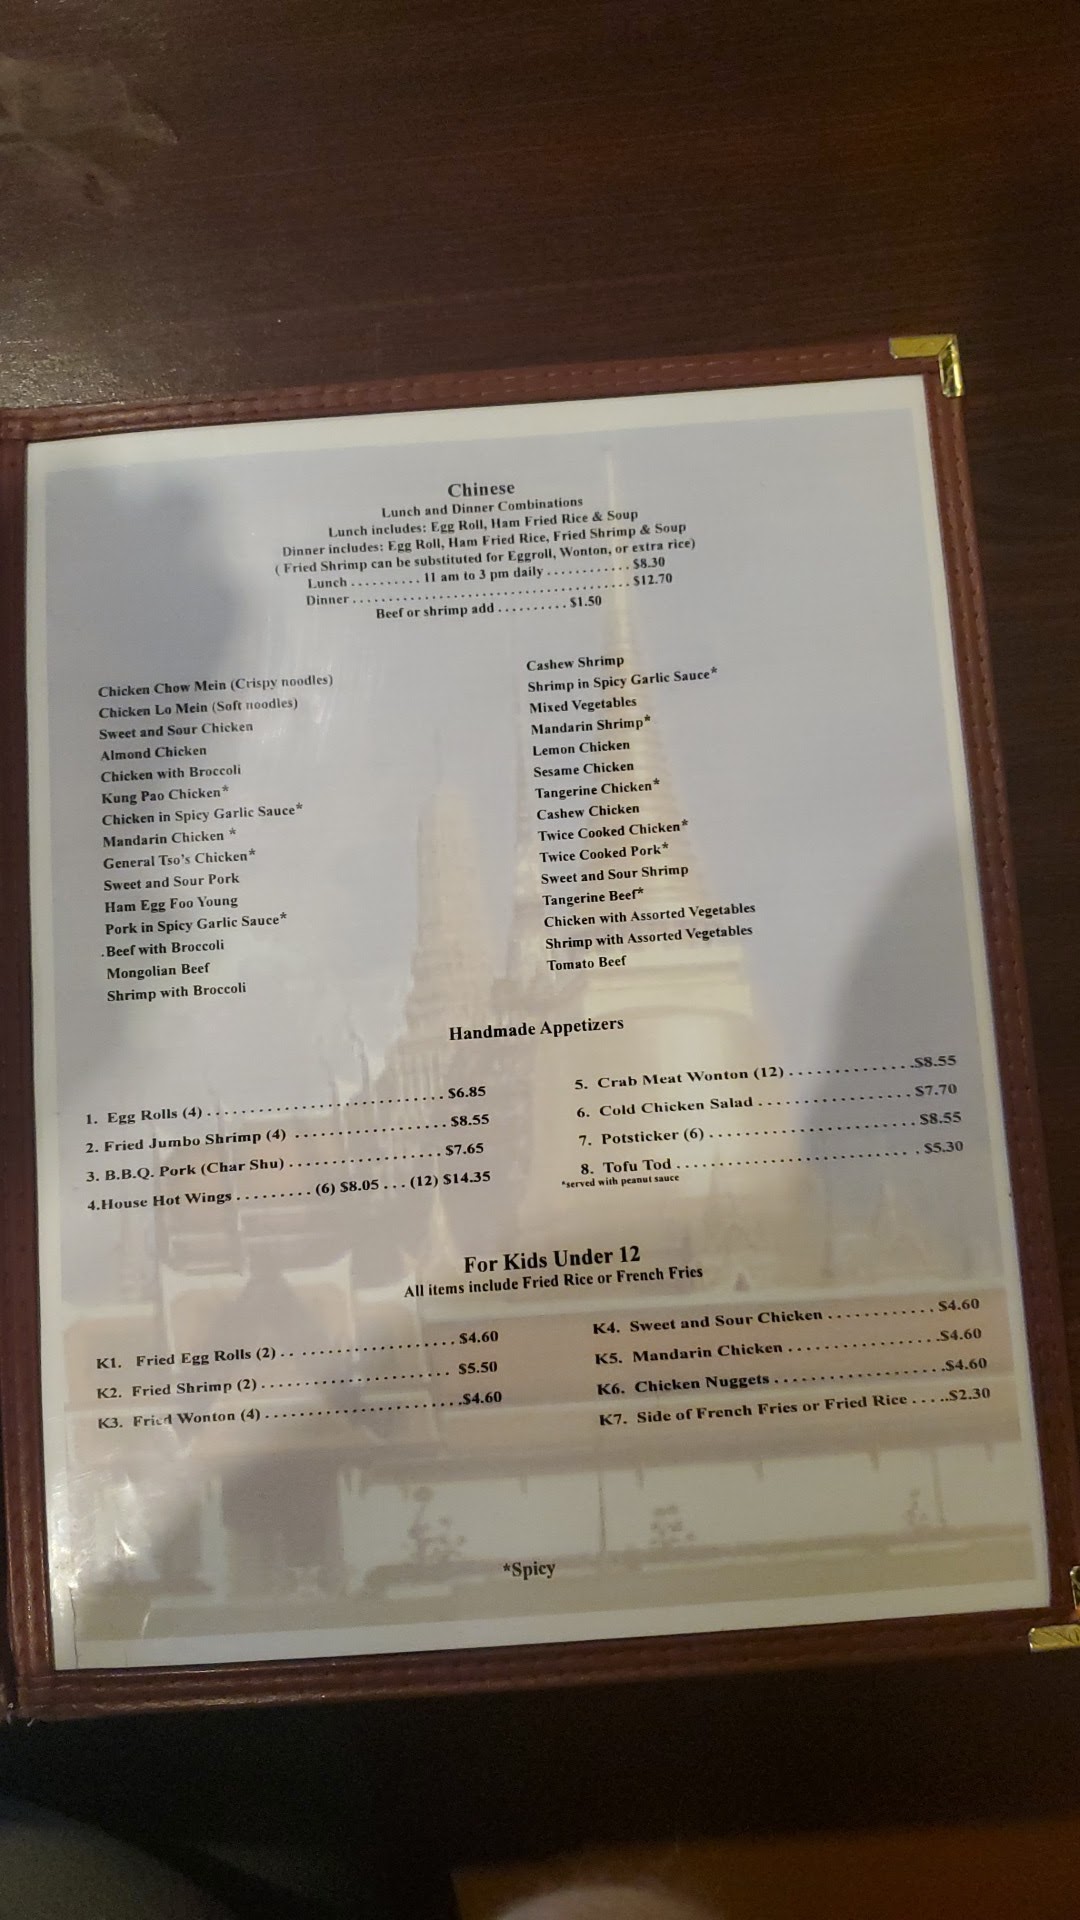 Chinese
Lunch and Dinner Combinations
Lunch includes: Egg Roll, Ham Fried Rice & Soup
Dinner includes: Egg Roll, Ham Fried Rice, Fried Shrimp & Soup
( Fried Shrimp can be substituted for Eggroll, Wonton, or extra rice)
Lunch .......... 11 am to 3 pm daily ............ $8.30
Dinner ....................................... $12.70
Beef or shrimp add .......... $1.50
Chicken Chow Mein (Crispy noodles)
Chicken Lo Mein (Soft noodles)
Sweet and Sour Chicken
Almond Chicken
Chicken with Broccoli
Kung Pao Chicken*
Chicken in Spicy Garlic Sauce*
Mandarin Chicken *
General Tso's Chicken*
Sweet and Sour Pork
Ham Egg Foo Young
Pork in Spicy Garlic Sauce*
.Beef with Broccoli
Mongolian Beef
Shrimp with Broccoli
Cashew Shrimp
Shrimp in Spicy Garlic Sauce*
Mixed Vegetables
Mandarin Shrimp*
Lemon Chicken
Sesame Chicken
Tangerine Chicken*
Cashew Chicken
Twice Cooked Chicken*
Twice Cooked Pork*
Sweet and Sour Shrimp
Tangerine Beef*
Chicken with Assorted Vegetables
Shrimp with Assorted Vegetables
Tomato Beef
Handmade Appetizers
1. Egg Rolls (4) ............................. $6.85
2. Fried Jumbo Shrimp (4) .................. $8.55
3. B.B.Q. Pork (Char Shu) .................. $7.65
4.House Hot Wings ......... (6) $8.05 ... (12) $14.35
5. Crab Meat Wonton (12) ...............$8.55
6. Cold Chicken Salad ................... $7.70
7. Potsticker (6) ......................... $8.55
8. Tofu Tod ............................. $5.30
*served with peanut sauce
For Kids Under 12
All items include Fried Rice or French Fries
K1. Fried Egg Rolls (2) .. .................. $4.60
K2. Fried Shrimp (2) ....................... $5.50
K3. Fried Wonton (4) ........................$4.60
K4. Sweet and Sour Chicken ............ $4.60
K5. Mandarin Chicken ..................$4.60
K6. Chicken Nuggets ....................$4.60
K7. Side of French Fries or Fried Rice .....$2.30
*Spicy